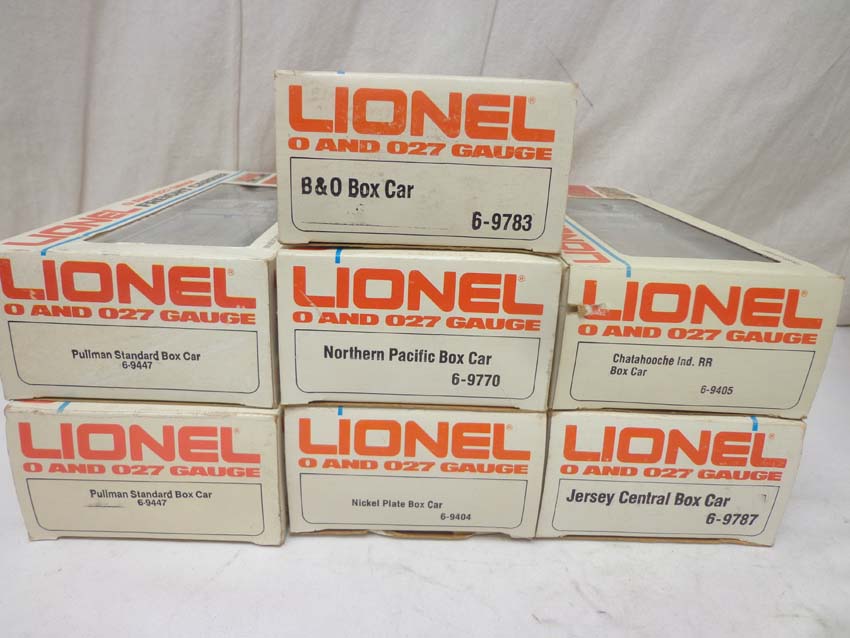 LIONEL®
O AND 027 GAUGE
B & O Box Car
6-9783
LIONEL
LIONEL®
O AND 027 GAUGE
Pullman Standard Box Car
6-9447
LIONEL®
O AND 027 GAUGE
Northern Pacific Box Car
6-9770
LIONEL®
O AND 027 GAUGE
Chatahooche Ind. RR
Box Car
6-9405
LIONEL®
O AND 027 GAUGE
Pullman Standard Box Car
6-9447
LIONEL®
O AND 027 GAUGE
Nickel Plate Box Car
6-9404
LIONEL®
O AND 027 GAUGE
Jersey Central Box Car
6-9787